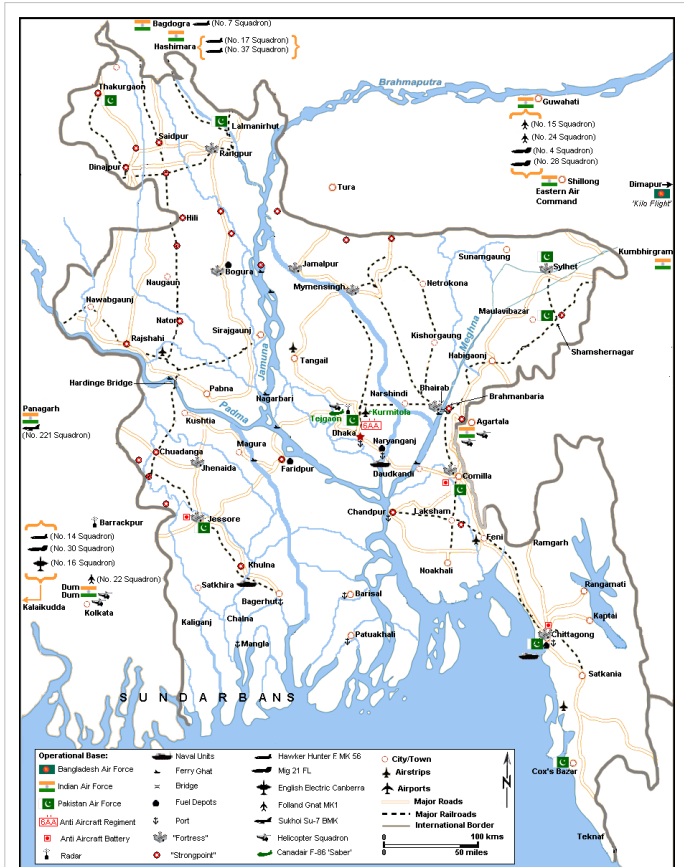 Bagdogra
(No. 7 Squadron)
Hashimara
(No. 17 Squadron)
(No. 37 Squadron)
Brahmaputra
Thakurgaon
Lalmanirhut
Saidpur
Rangpur
Dinajpur
Guwahati
(No. 15 Squadron)
(No. 24 Squadron)
(No. 4 Squadron)
(No. 28 Squadron)
Shillong
Eastern Air
Command
Dimapur
'Kilo Flight'
Tura
Hili
Kumbhirgram
Sunamgaung
Sylhet
Jamalpur
Bogura
Mymensingh
Netrokona
Naugaun
Maulavibazar
Nawabgaunj
Sirajgaunj
Kishorgaung
Natore
Rajshahi
Tangail
Jamuna
Meghna
Habigaonj
Shamshernagar
Hardinge Bridge
Pabna
Nagarbari
Narshindi
Bhairab
Brahmanbaria
Panagarh
(No. 221 Squadron)
Padma
Kushtia
Tejgaon
Kurmitola
6AA
Dhaka
Agartala
Magura
Naryanganj
Chuadanga
Jhenaida
Faridpur
Daudkandi
Comilla
Jessore
Chandpur
Laksham
Feni
Ramgarh
Barrackpur
(No. 14 Squadron)
(No. 30 Squadron)
(No. 16 Squadron)
(No. 22 Squadron)
Dum
Dum
Kalaikudda
Kolkata
Khulna
Noakhali
Satkhira
Bagerhut
Barisal
Rangamati
Kaptai
Kaliganj
Chalna
Mangla
Patuakhali
Chittagong
Satkania
SUNDARBANS
Cox's Bazar
Teknaf
Operational Base:
Bangladesh Air Force
Indian Air Force
Pakistan Air Force
6AA
Anti Aircraft Regiment
Anti Aircraft Battery
Radar
Naval Units
Ferry Ghat
Bridge
Fuel Depots
Port
"Fortress"
"Strongpoint"
Hawker Hunter F. MK 56
Mig 21 FL
English Electric Canberra
Folland Gnat MK1
Sukhoi Su-7 BMK
Helicopter Squadron
Canadair F-86 'Saber'
City/Town
Airstrips
Airports
Major Roads
Major Railroads
International Border
N
0 100 kms
0 50 miles